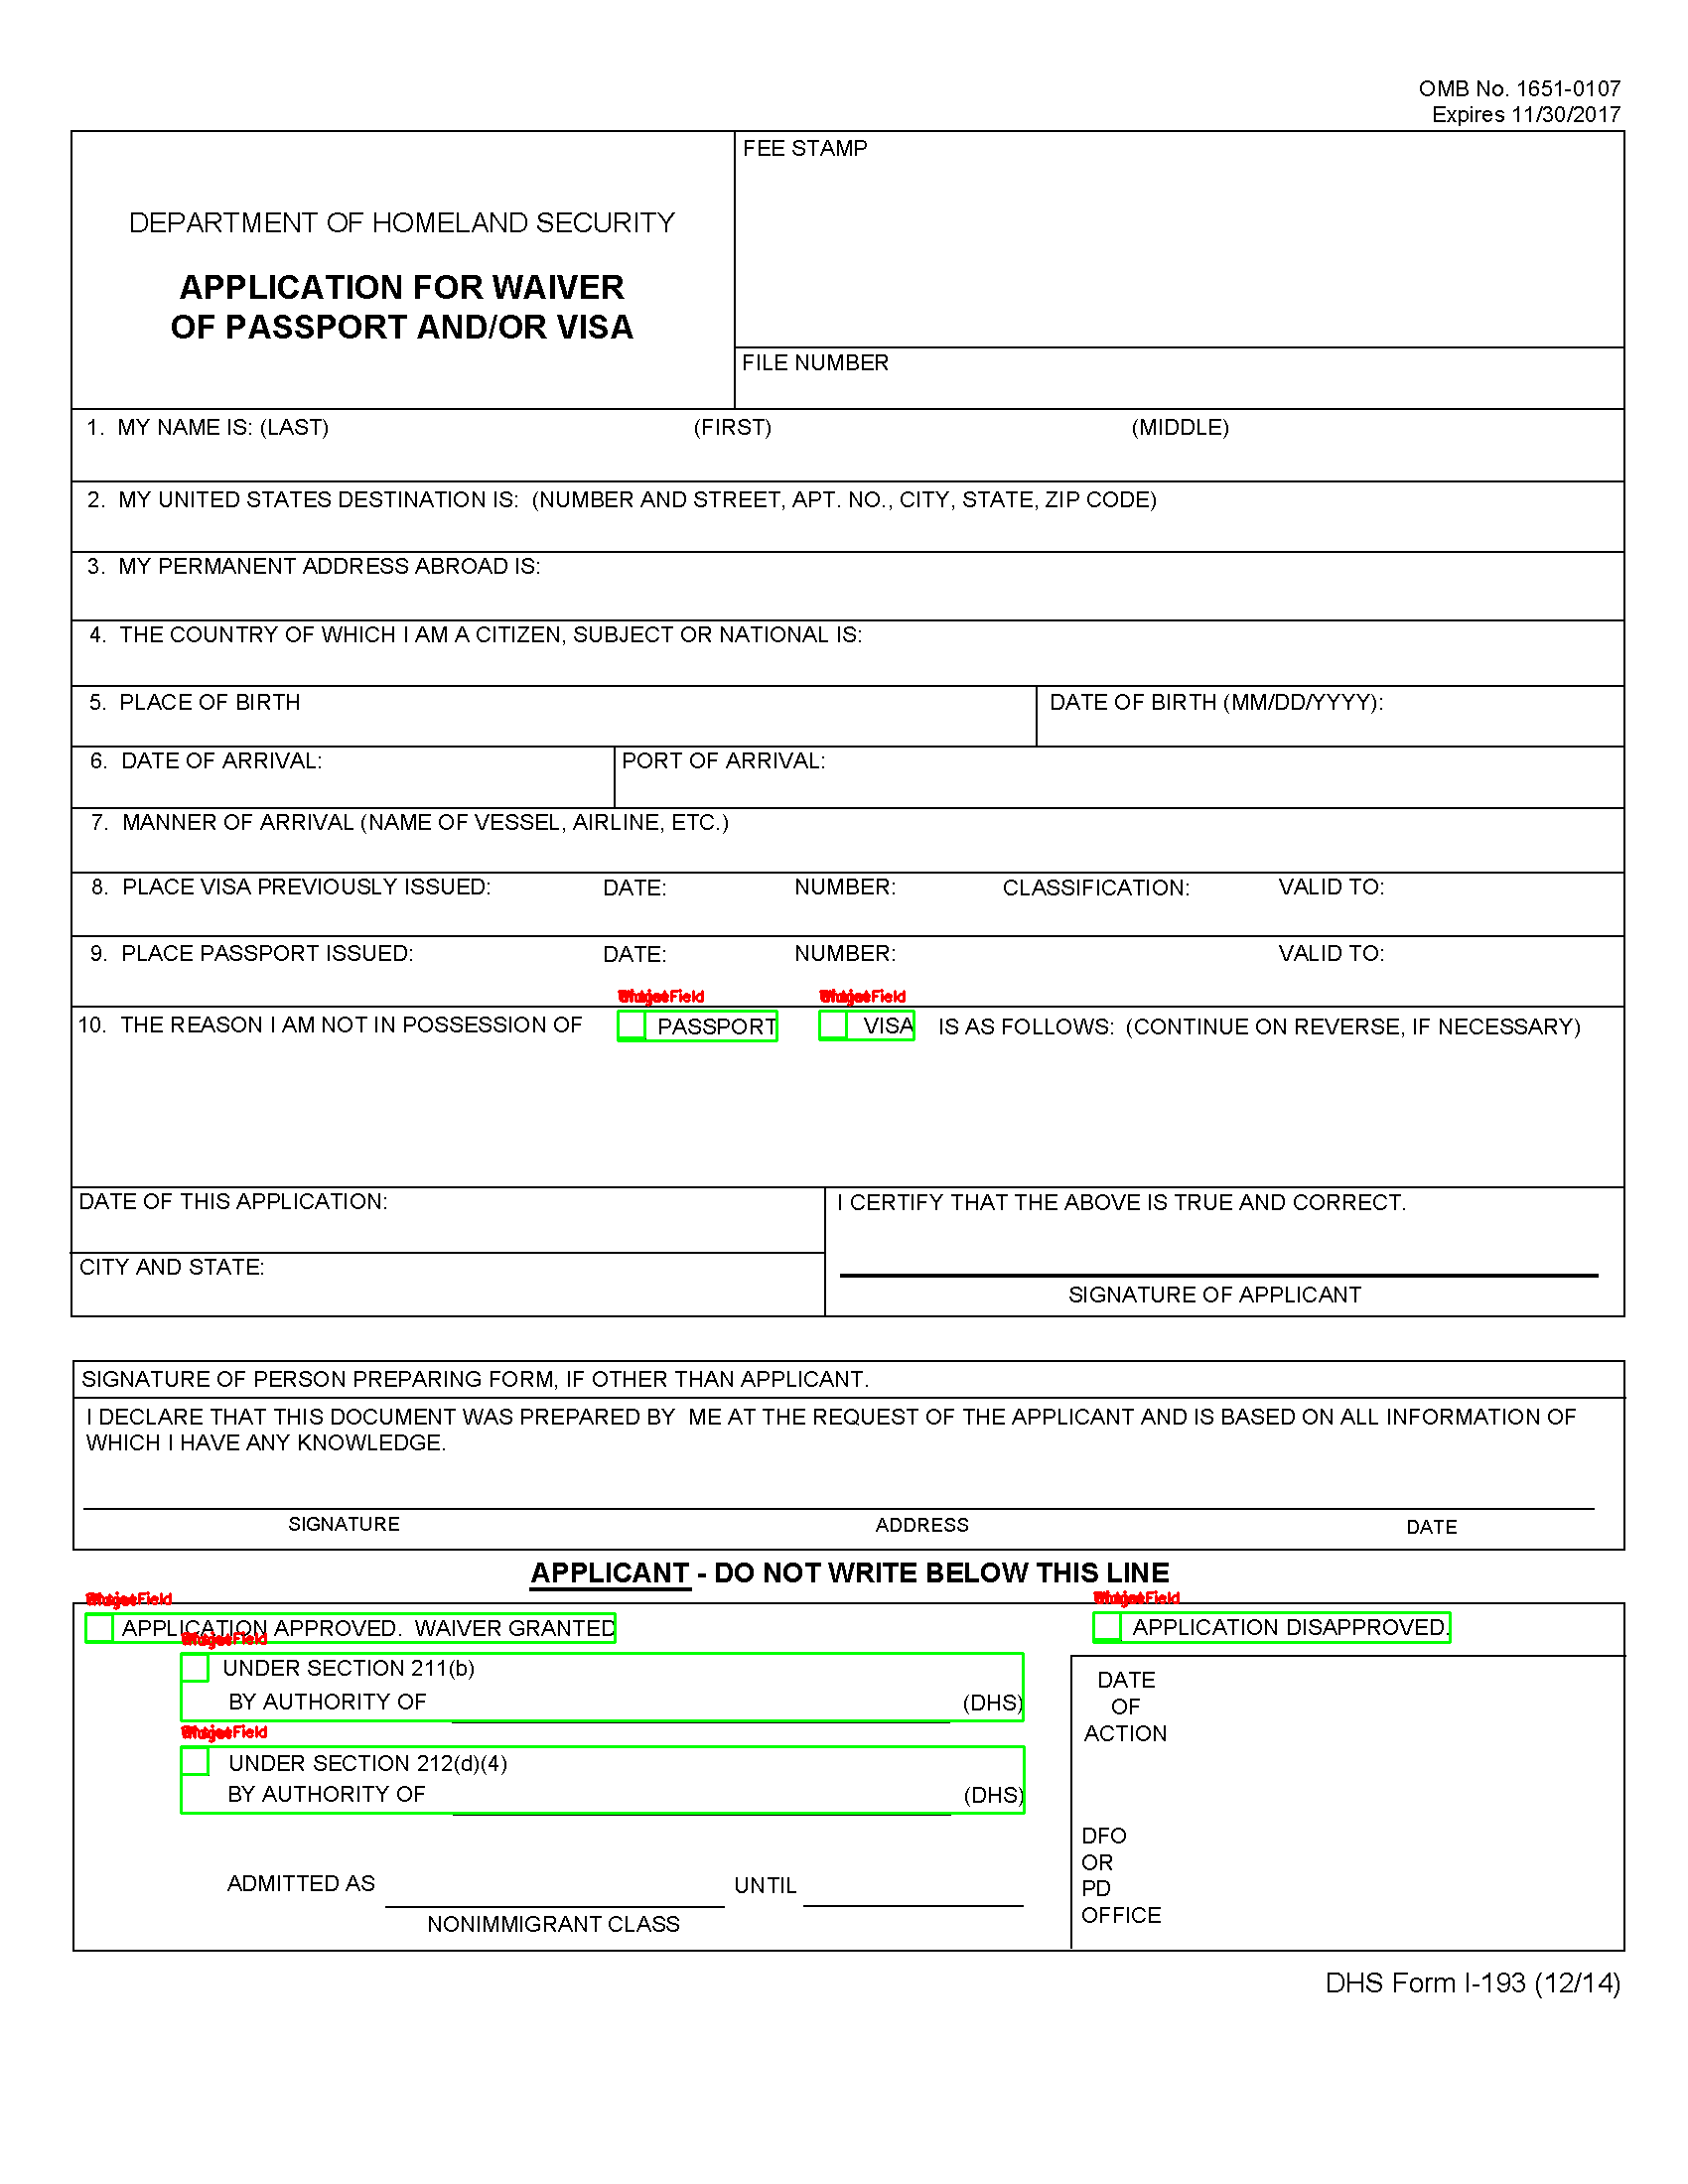 OMB No. 1651-0107
Expires 11/30/2017
FEE STAMP
DEPARTMENT OF HOMELAND SECURITY
APPLICATION FOR WAIVER
OF PASSPORT AND/OR VISA
FILE NUMBER
1. MY NAME IS: (LAST) (FIRST) (MIDDLE)
2. MY UNITED STATES DESTINATION IS: (NUMBER AND STREET, APT. NO., CITY, STATE, ZIP CODE)
3. MY PERMANENT ADDRESS ABROAD IS:
4. THE COUNTRY OF WHICH I AM A CITIZEN, SUBJECT OR NATIONAL IS:
5. PLACE OF BIRTH DATE OF BIRTH (MM/DD/YYYY):
6. DATE OF ARRIVAL: PORT OF ARRIVAL:
7. MANNER OF ARRIVAL (NAME OF VESSEL, AIRLINE, ETC.)
8. PLACE VISA PREVIOUSLY ISSUED: DATE: NUMBER: CLASSIFICATION: VALID TO:
9. PLACE PASSPORT ISSUED: DATE: NUMBER: VALID TO:
Field Field
10. THE REASON I AM NOT IN POSSESSION OF PASSPORT VISA IS AS FOLLOWS: (CONTINUE ON REVERSE, IF NECESSARY)
DATE OF THIS APPLICATION:
I CERTIFY THAT THE ABOVE IS TRUE AND CORRECT.
CITY AND STATE:
SIGNATURE OF APPLICANT
SIGNATURE OF PERSON PREPARING FORM, IF OTHER THAN APPLICANT.
I DECLARE THAT THIS DOCUMENT WAS PREPARED BY ME AT THE REQUEST OF THE APPLICANT AND IS BASED ON ALL INFORMATION OF
WHICH I HAVE ANY KNOWLEDGE.
SIGNATURE ADDRESS DATE
APPLICANT - DO NOT WRITE BELOW THIS LINE
Field Field
APPLICATION APPROVED. WAIVER GRANTED APPLICATION DISAPPROVED.
Field
UNDER SECTION 211(b)
BY AUTHORITY OF (DHS)
Field
UNDER SECTION 212(d)(4)
BY AUTHORITY OF (DHS)
DATE
OF
ACTION
DFO
OR
PD
OFFICE
ADMITTED AS UNTIL
NONIMMIGRANT CLASS
DHS Form I-193 (12/14)